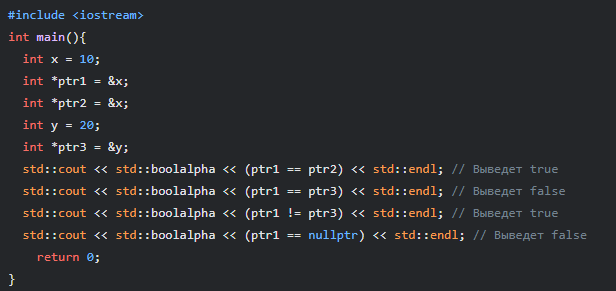 #include <iostream>
int main(){
  int x = 10;
  int *ptr1 = &x;
  int *ptr2 = &x;
  int y = 20;
  int *ptr3 = &y;
  std::cout << std::boolalpha << (ptr1 == ptr2) << std::endl; // Выведет true
  std::cout << std::boolalpha << (ptr1 == ptr3) << std::endl; // Выведет false
  std::cout << std::boolalpha << (ptr1 != ptr3) << std::endl; // Выведет true
  std::cout << std::boolalpha << (ptr1 == nullptr) << std::endl; // Выведет false
    return 0;
}